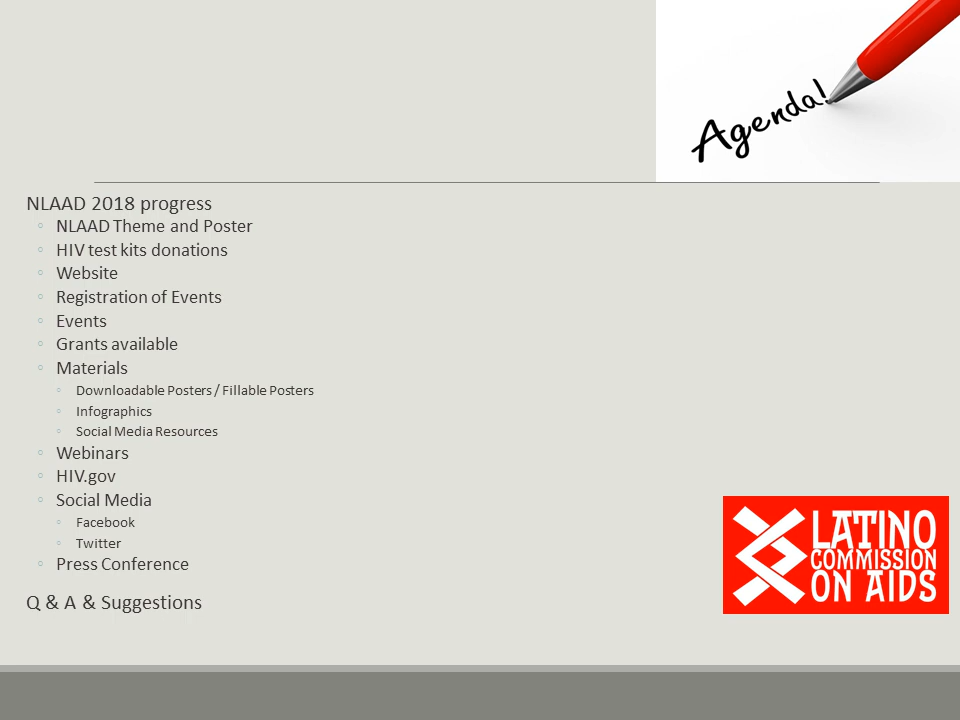 Agenda!
NLAAD 2018 progress
◦ NLAAD Theme and Poster
◦ HIV test kits donations
◦ Website
◦ Registration of Events
◦ Events
◦ Grants available
◦ Materials
◦ Downloadable Posters / Fillable Posters
◦ Infographics
◦ Social Media Resources
◦ Webinars
◦ HIV.gov
◦ Social Media
◦ Facebook
◦ Twitter
◦ Press Conference
Q & A & Suggestions
LATINO
COMMISSION
ON AIDS